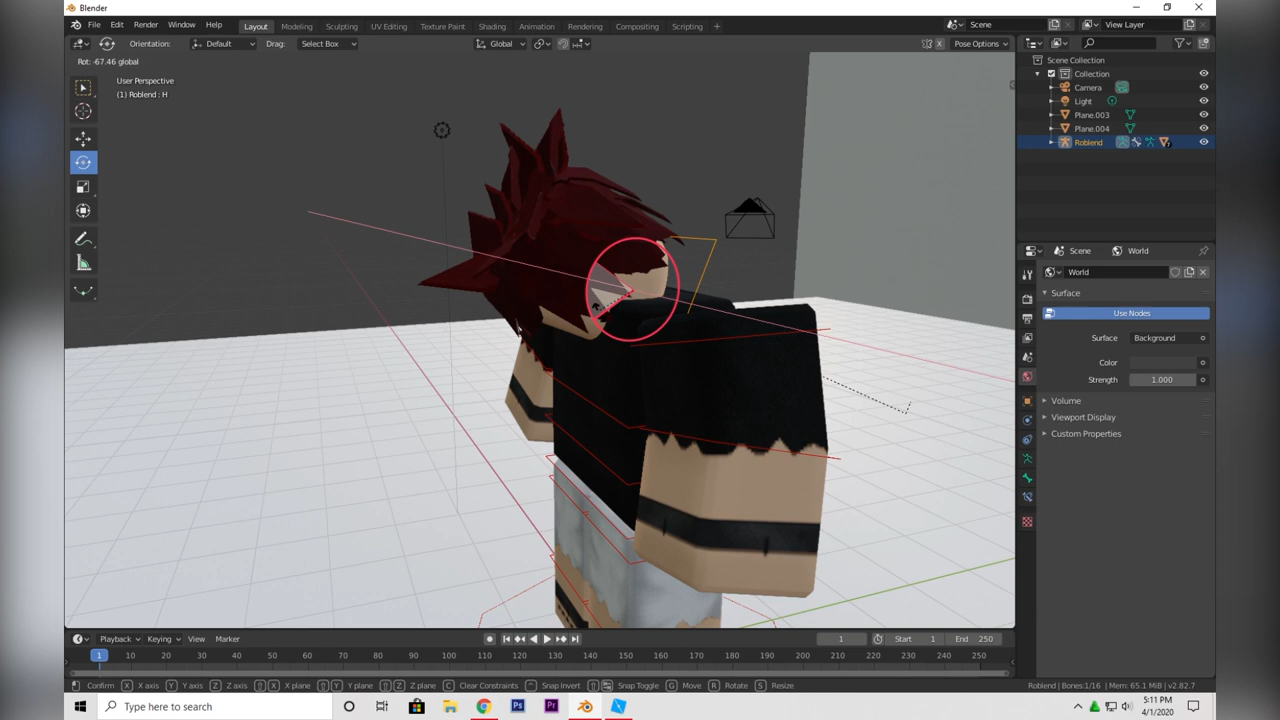 Blender
File Edit Render Window Help Layout Modeling Sculpting UV Editing Texture Paint Shading Animation Rendering Compositing Scripting + Scene View Layer
Orientation: Default Drag: Select Box Global X Pose Options
Rot: -67.46 global
User Perspective
(1) Roblend : H
Scene Collection
Collection
Camera
Light
Plane.003
Plane.004
Roblend
Scene World
World
Surface
Use Nodes
Surface Background
Color
Strength 1.000
Volume
Viewport Display
Custom Properties
Playback Keying View Marker 1 Start 1 End 250
1 10 20 30 40 50 60 70 80 90 100 110 120 130 140 150 160 170 180 190 200 210 220 230 240 250
Confirm X X axis Y Y axis Z Z axis X X plane Y Y plane Z Z plane C Clear Constraints Snap Invert Snap Toggle G Move R Rotate S Resize Roblend | Bones:1/16 | Mem: 65.1 MiB | v2.82.7
Type here to search Ps Pr 5:11 PM
4/1/2020